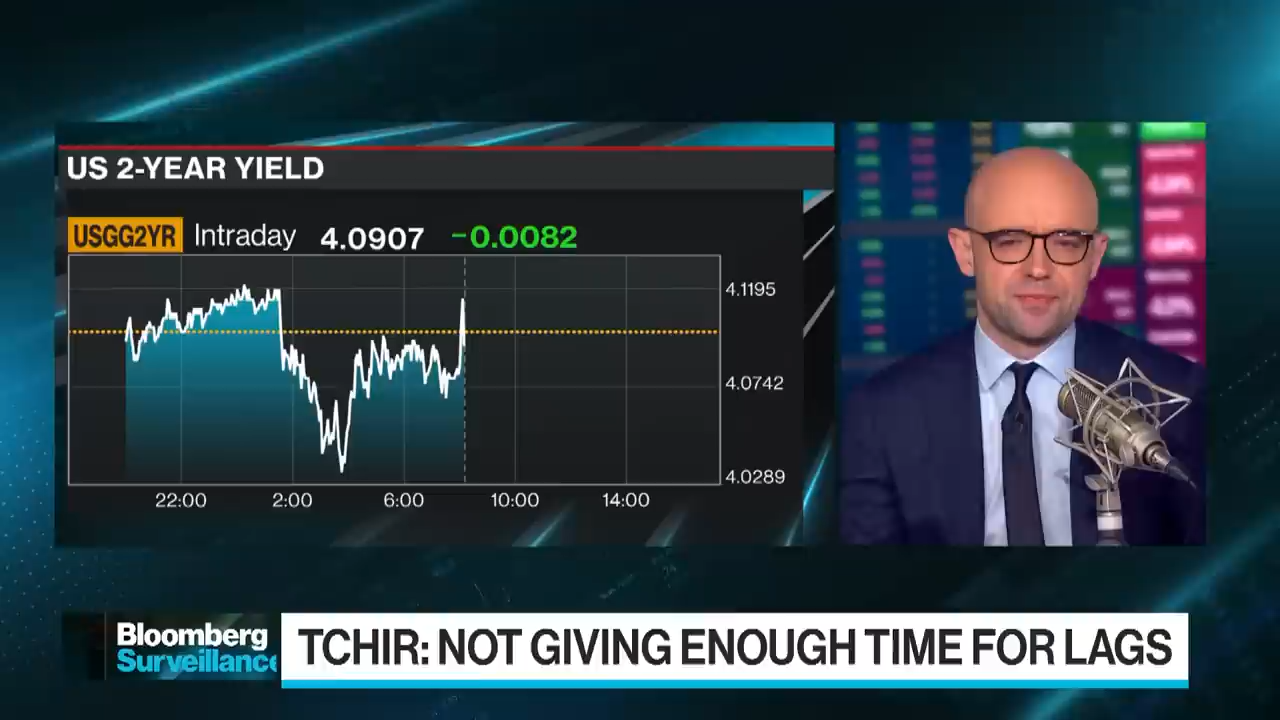 US 2-YEAR YIELD
USGG2YR Intraday 4.0907 -0.0082
4.1195
4.0742
4.0289
22:00 2:00 6:00 10:00 14:00
Bloomberg
Surveillance
TCHIR: NOT GIVING ENOUGH TIME FOR LAGS